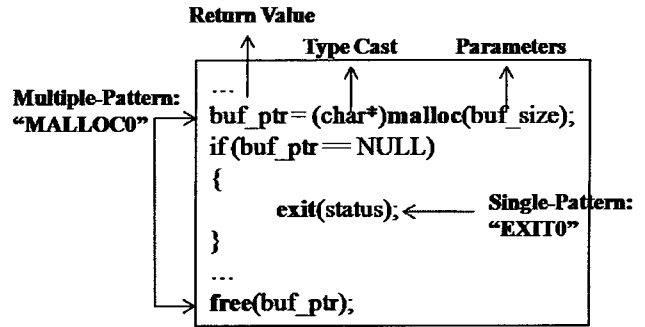 Return Value
Type Cast
Parameters
Multiple-Pattern:
“MALLOC0”
...
buf_ptr = (char*)malloc(buf_size);
if (buf_ptr == NULL)
{
exit(status);
Single-Pattern:
“EXIT0”
}
...
free(buf_ptr);